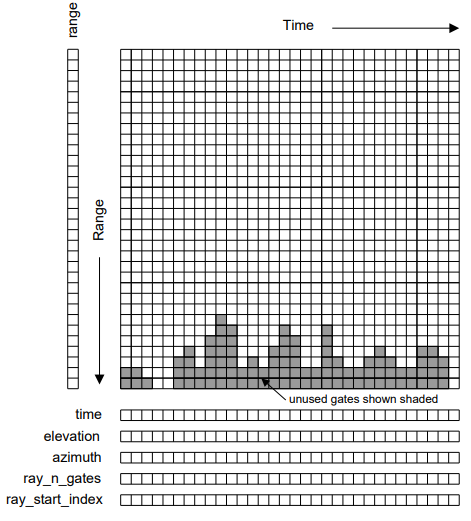 range
Time
Range
unused gates shown shaded
time
elevation
azimuth
ray_n_gates
ray_start_index